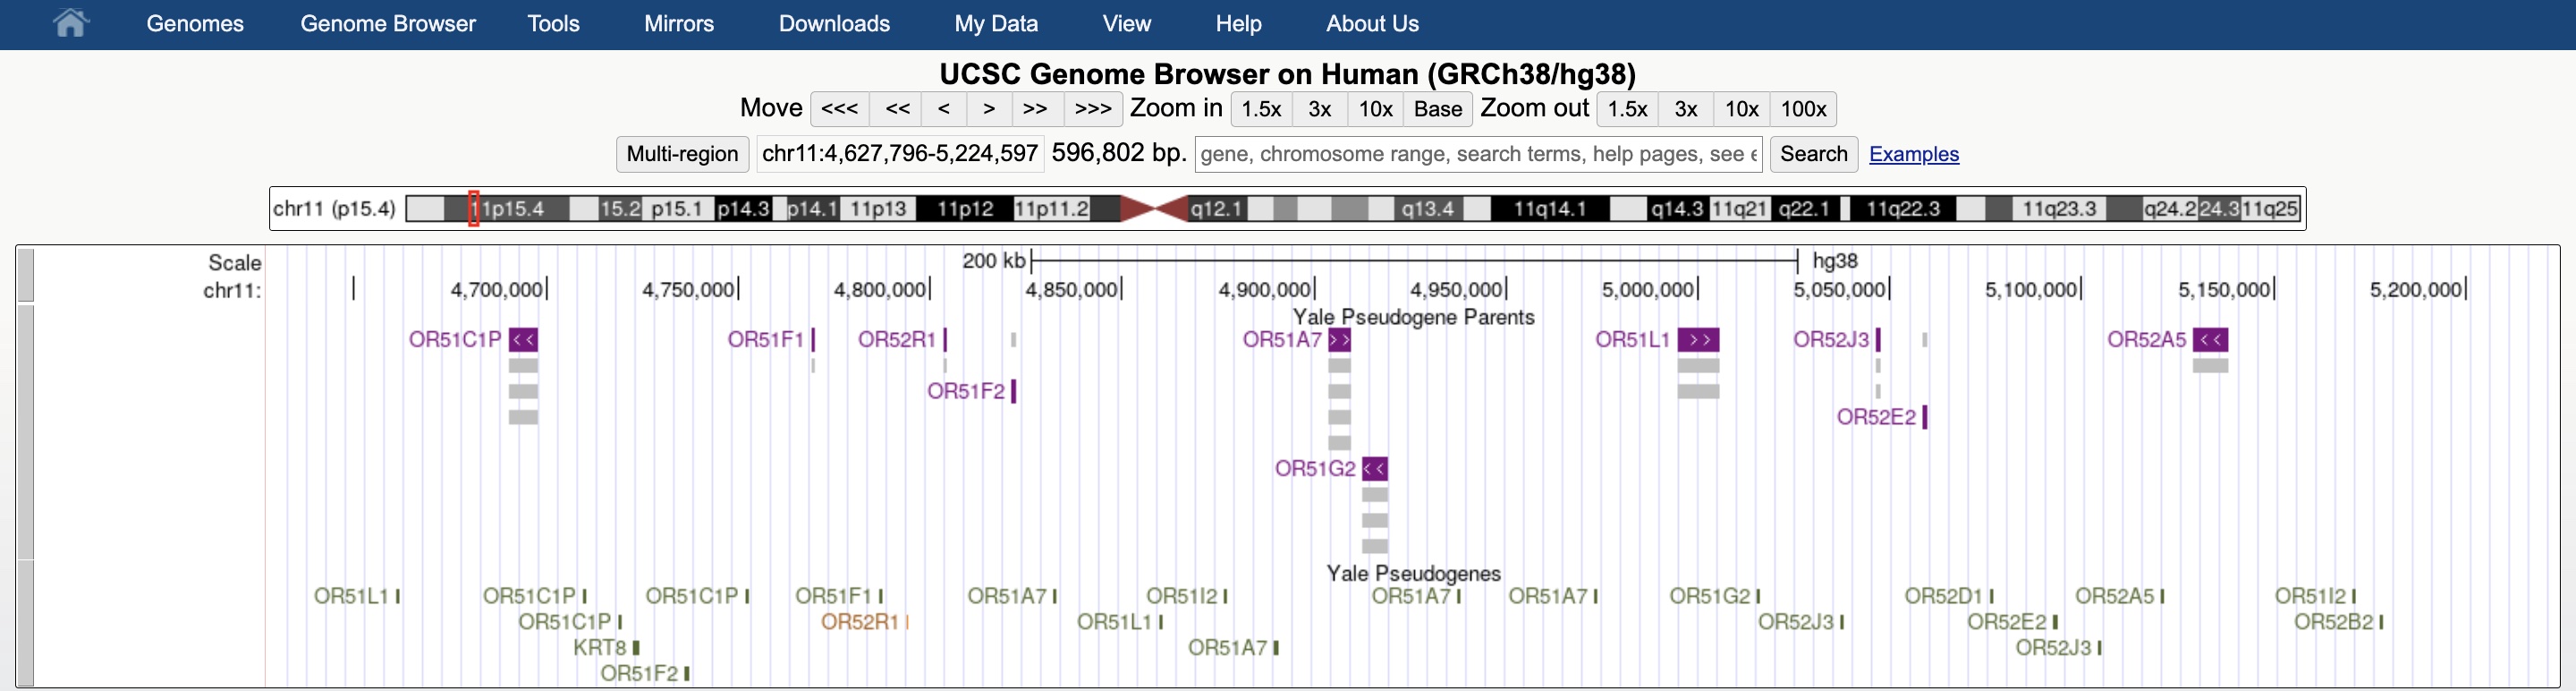 Genomes Genome Browser Tools Mirrors Downloads My Data View Help About Us
UCSC Genome Browser on Human (GRCh38/hg38)
Move <<< << < > >> >>> Zoom in 1.5x 3x 10x Base Zoom out 1.5x 3x 10x 100x
Multi-region chr11:4,627,796-5,224,597 596,802 bp. gene, chromosome range, search terms, help pages, see e Search Examples
chr11 (p15.4) 11p15.4 15.2 p15.1 p14.3 p14.1 11p13 11p12 11p11.2 q12.1 q13.4 11q14.1 q14.3 11q21 q22.1 11q22.3 11q23.3 q24.2 24.3 11q25
Scale 200 kb hg38
chr11: 4,700,000 4,750,000 4,800,000 4,850,000 4,900,000 4,950,000 5,000,000 5,050,000 5,100,000 5,150,000 5,200,000
Yale Pseudogene Parents
OR51C1P OR51F1 OR52R1 OR51A7 OR51L1 OR52J3 OR52A5
OR51F2
OR52E2
OR51G2
Yale Pseudogenes
OR51L1 OR51C1P OR51C1P OR51F1 OR51A7 OR51I2 OR51A7 OR51A7 OR51G2 OR52D1 OR52A5 OR51I2
OR51C1P OR52R1 OR51L1 OR52J3 OR52E2 OR52B2
KRT8 OR51A7 OR52J3
OR51F2